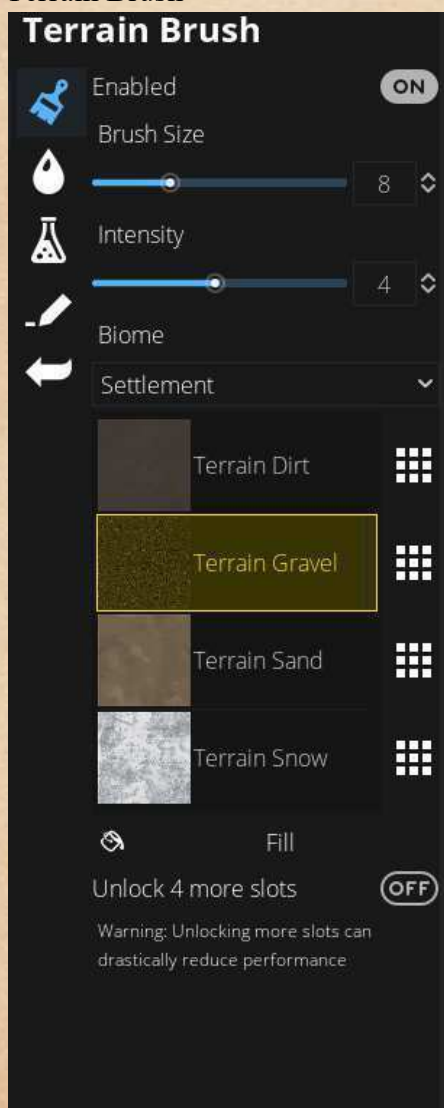 Terrain Brush
Enabled
ON
Brush Size
8
Intensity
4
Biome
Settlement
Terrain Dirt
Terrain Gravel
Terrain Sand
Terrain Snow
Fill
Unlock 4 more slots
OFF
Warning: Unlocking more slots can
drastically reduce performance